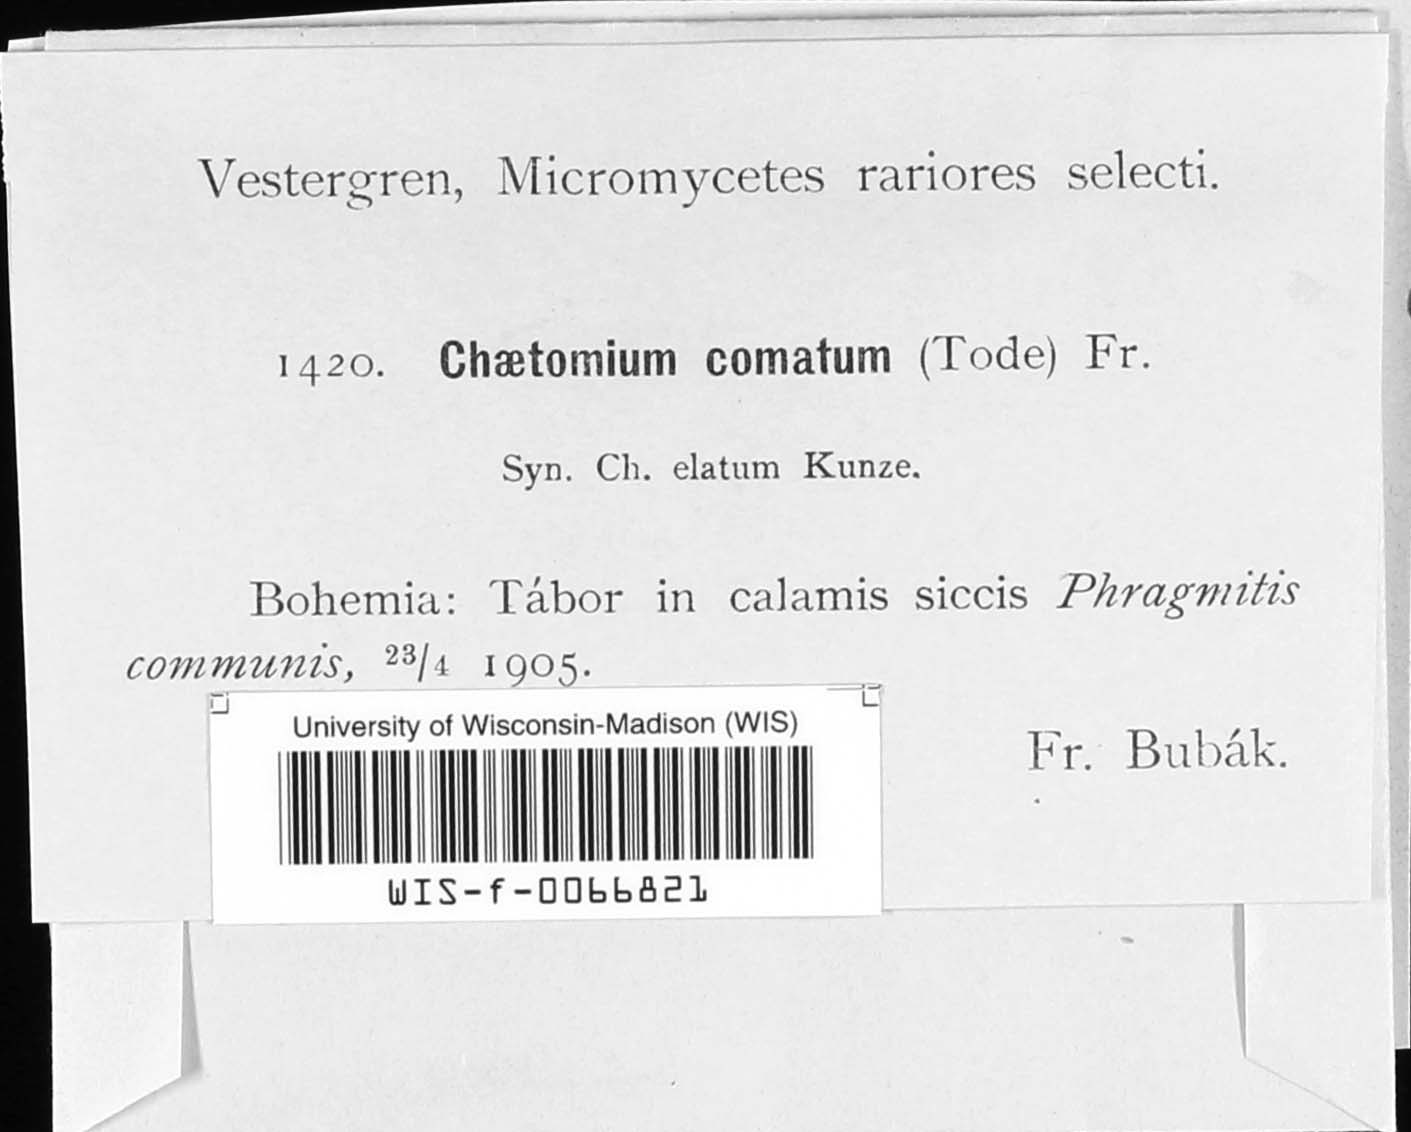 Vestergren, Micromycetes rariores selecti.
1420. Chætomium comatum (Tode) Fr.
Syn. Ch. elatum Kunze.
Bohemia: Tábor in calamis siccis Phragmitis
communis, 23/4 1905.
Fr. Bubák.
University of Wisconsin-Madison (WIS)
WIS-f-0066821